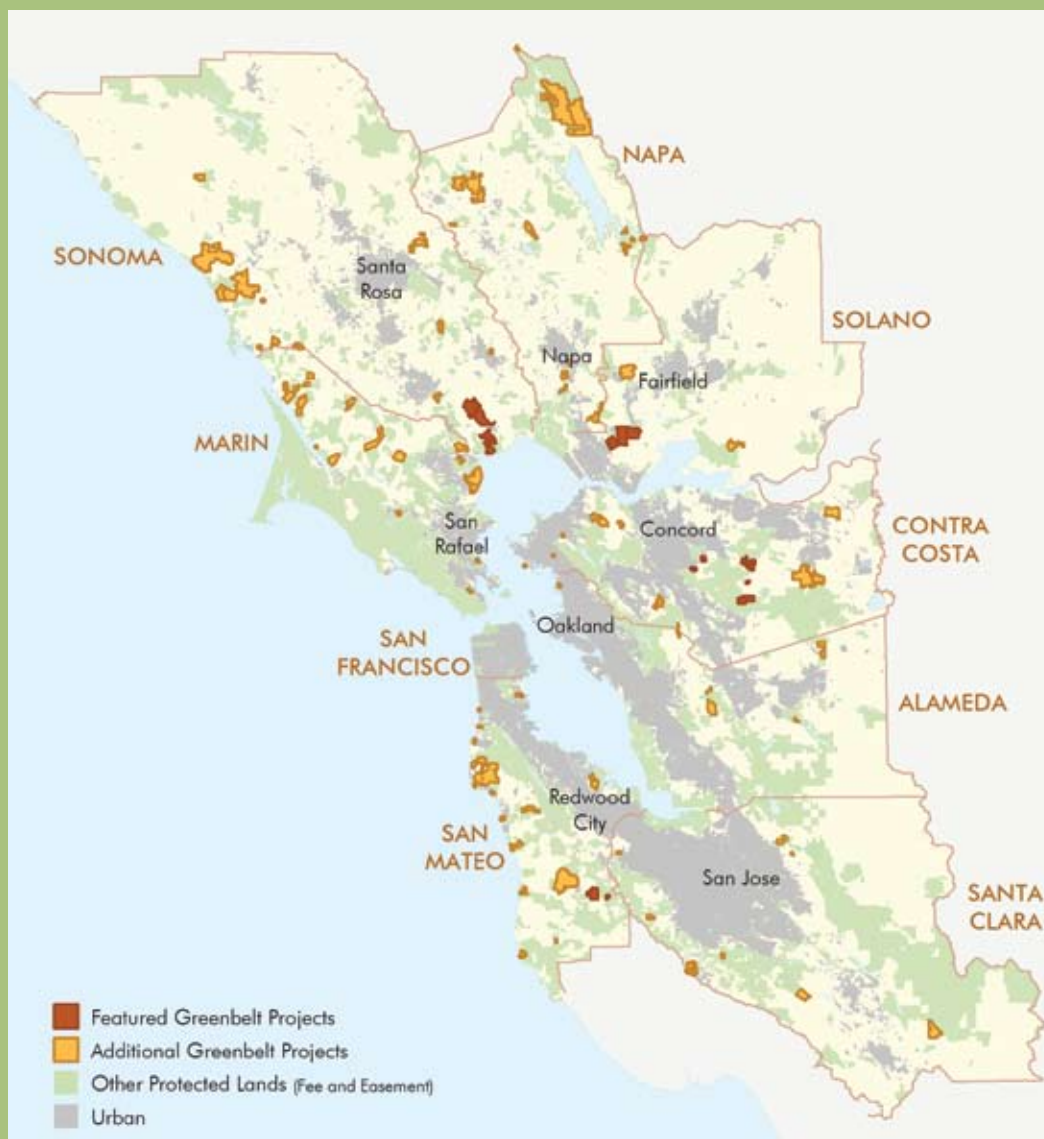 NAPA
SONOMA
Santa
Rosa
SOLANO
Napa
Fairfield
MARIN
San
Rafael
Concord
CONTRA
COSTA
Oakland
SAN
FRANCISCO
ALAMEDA
Redwood
City
SAN
MATEO
San Jose
SANTA
CLARA
Featured Greenbelt Projects
Additional Greenbelt Projects
Other Protected Lands (Fee and Easement)
Urban